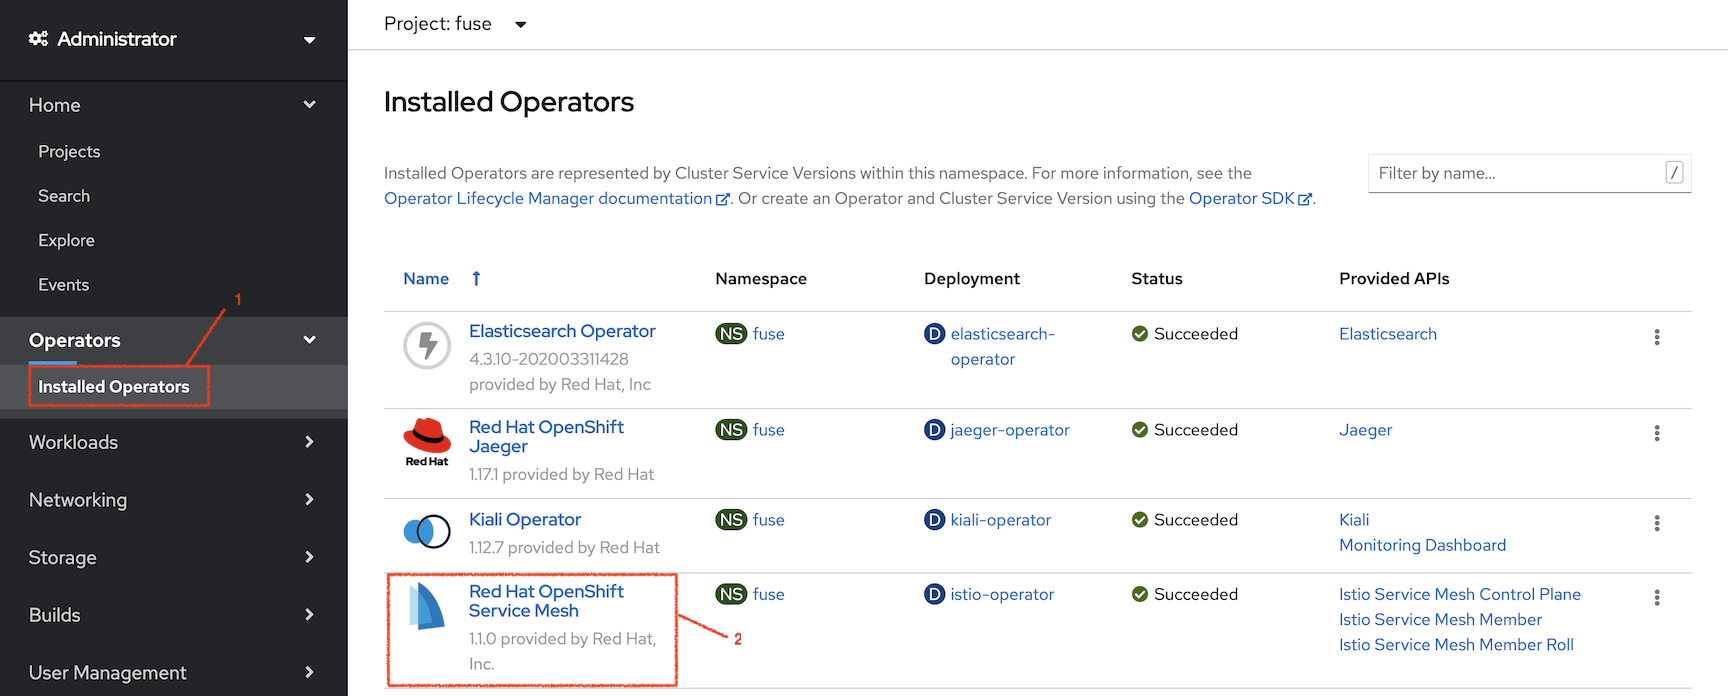 Administrator
Home
Projects
Search
Explore
Events
1
Operators
Installed Operators
Workloads
Networking
Storage
Builds
User Management
Project: fuse
Installed Operators
Installed Operators are represented by Cluster Service Versions within this namespace. For more information, see the
Operator Lifecycle Manager documentation. Or create an Operator and Cluster Service Version using the Operator SDK.
Filter by name... /
Name Namespace Deployment Status Provided APIs
Elasticsearch Operator
4.3.10-202003311428
provided by Red Hat, Inc
NS fuse
D elasticsearch-
operator
Succeeded
Elasticsearch
Red Hat
Red Hat OpenShift
Jaeger
1.17.1 provided by Red Hat
NS fuse
D jaeger-operator
Succeeded
Jaeger
Kiali Operator
1.12.7 provided by Red Hat
NS fuse
D kiali-operator
Succeeded
Kiali
Monitoring Dashboard
Red Hat OpenShift
Service Mesh
1.1.0 provided by Red Hat,
Inc.
2
NS fuse
D istio-operator
Succeeded
Istio Service Mesh Control Plane
Istio Service Mesh Member
Istio Service Mesh Member Roll